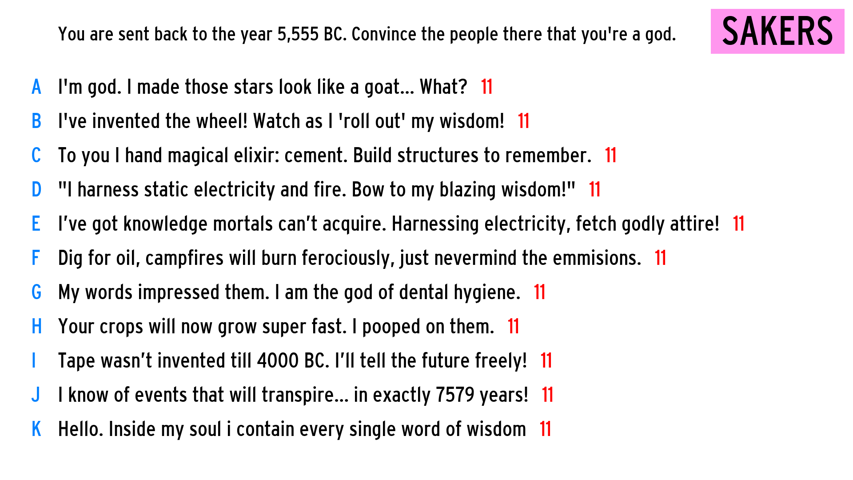 You are sent back to the year 5,555 BC. Convince the people there that you're a god.
SAKERS
A I'm god. I made those stars look like a goat... What? 11
B I've invented the wheel! Watch as I 'roll out' my wisdom! 11
C To you I hand magical elixir: cement. Build structures to remember. 11
D "I harness static electricity and fire. Bow to my blazing wisdom!" 11
E I’ve got knowledge mortals can’t acquire. Harnessing electricity, fetch godly attire! 11
F Dig for oil, campfires will burn ferociously, just nevermind the emmisions. 11
G My words impressed them. I am the god of dental hygiene. 11
H Your crops will now grow super fast. I pooped on them. 11
I Tape wasn’t invented till 4000 BC. I’ll tell the future freely! 11
J I know of events that will transpire... in exactly 7579 years! 11
K Hello. Inside my soul i contain every single word of wisdom 11